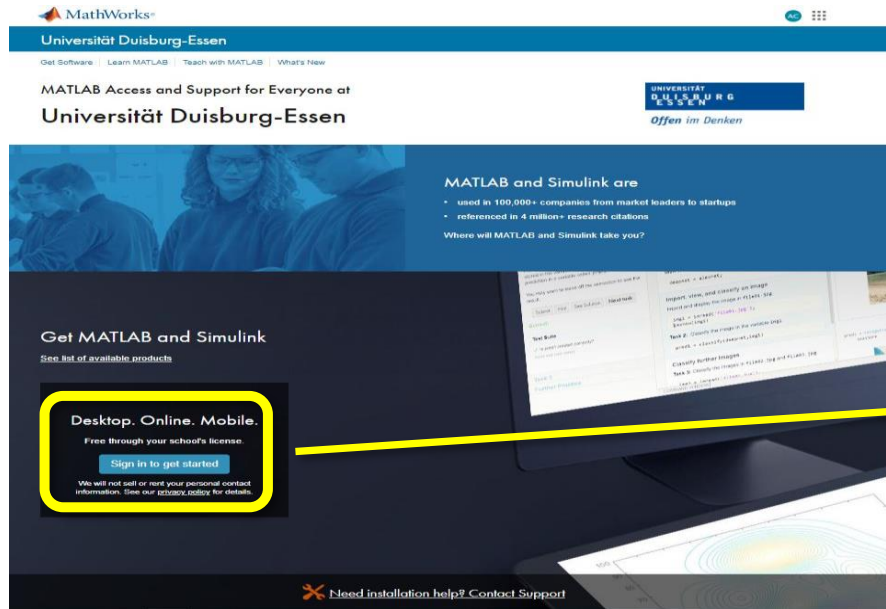 MathWorks®
AC
Universität Duisburg-Essen
Get Software
Learn MATLAB
Teach with MATLAB
What's New
MATLAB Access and Support for Everyone at
Universität Duisburg-Essen
UNIVERSITÄT
DUISBURG
ESSEN
Offen im Denken
MATLAB and Simulink are
• used in 100,000+ companies from market leaders to startups
• referenced in 4 million+ research citations
Where will MATLAB and Simulink take you?
Get MATLAB and Simulink
See list of available products
Import, view, and classify an image
Classify further images
Desktop. Online. Mobile.
Free through your school's license.
Sign in to get started
We will not sell or rent your personal contact
information. See our privacy policy for details.
100
Need installation help? Contact Support